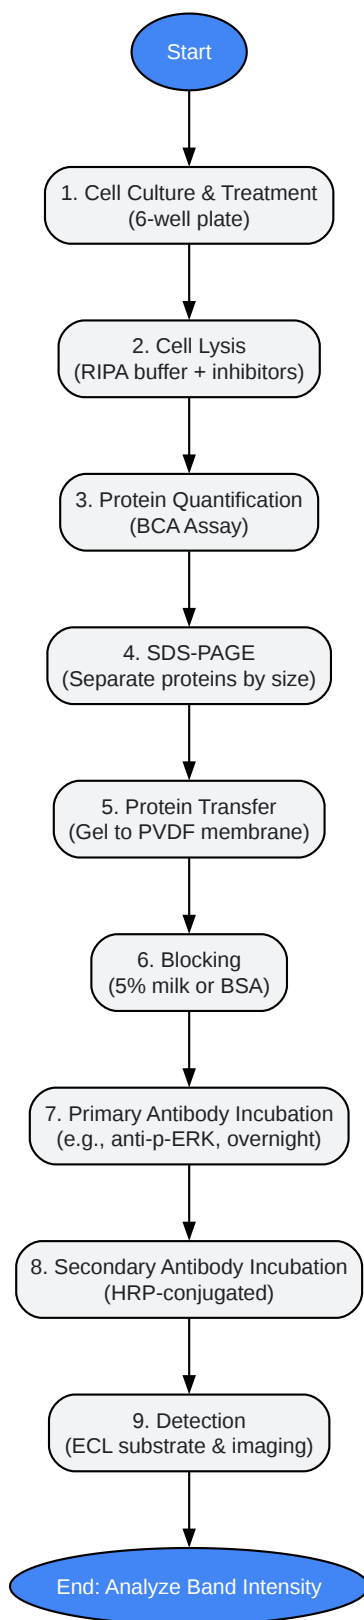 Start
1. Cell Culture & Treatment
(6-well plate)
2. Cell Lysis
(RIPA buffer + inhibitors)
3. Protein Quantification
(BCA Assay)
4. SDS-PAGE
(Separate proteins by size)
5. Protein Transfer
(Gel to PVDF membrane)
6. Blocking
(5% milk or BSA)
7. Primary Antibody Incubation
(e.g., anti-p-ERK, overnight)
8. Secondary Antibody Incubation
(HRP-conjugated)
9. Detection
(ECL substrate & imaging)
End: Analyze Band Intensity